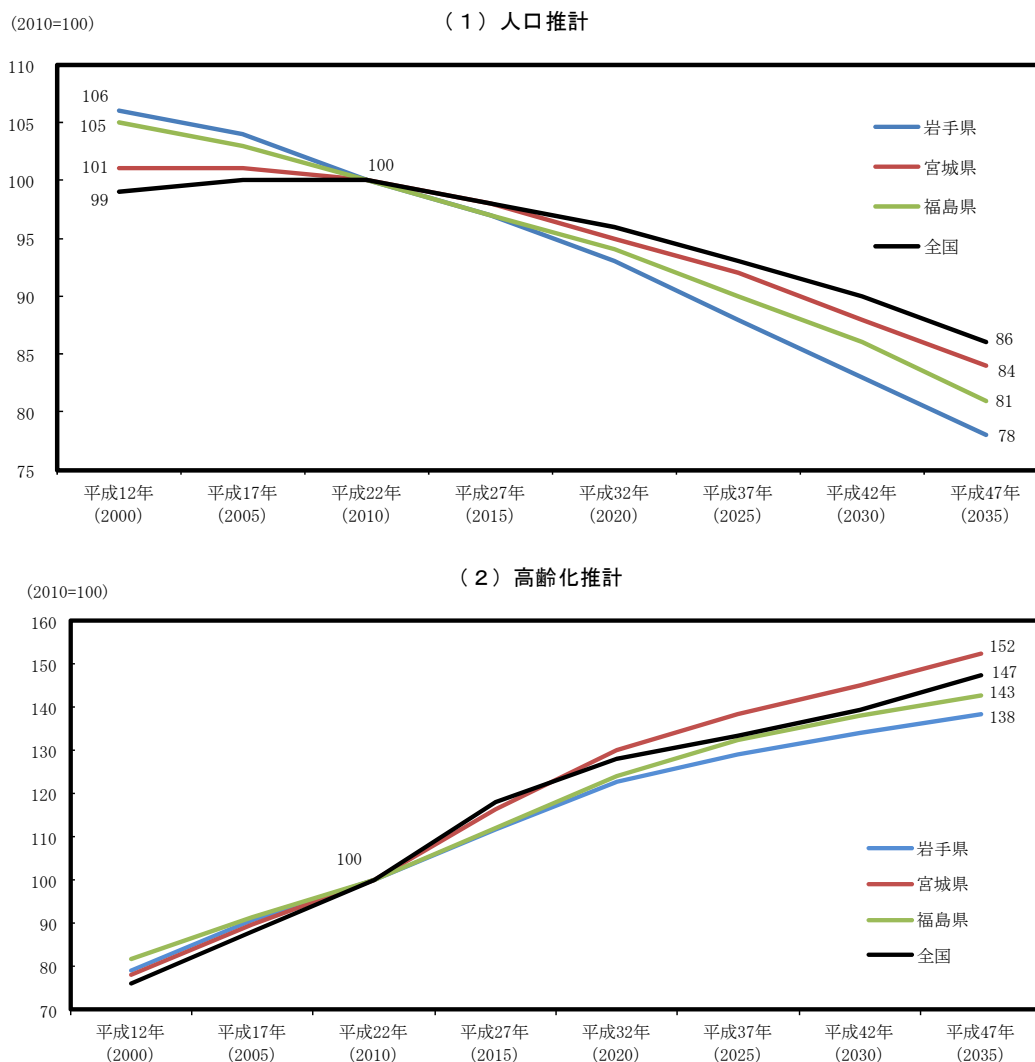 （１）人口推計
(2010=100)
110
105
100
95
90
85
80
75
106
105
101
99
100
86
84
81
78
岩手県
宮城県
福島県
全国
平成12年 平成17年 平成22年 平成27年 平成32年 平成37年 平成42年 平成47年
(2000) (2005) (2010) (2015) (2020) (2025) (2030) (2035)
（２）高齢化推計
(2010=100)
160
150
140
130
120
110
100
90
80
70
100
152
147
143
138
岩手県
宮城県
福島県
全国
平成12年 平成17年 平成22年 平成27年 平成32年 平成37年 平成42年 平成47年
(2000) (2005) (2010) (2015) (2020) (2025) (2030) (2035)